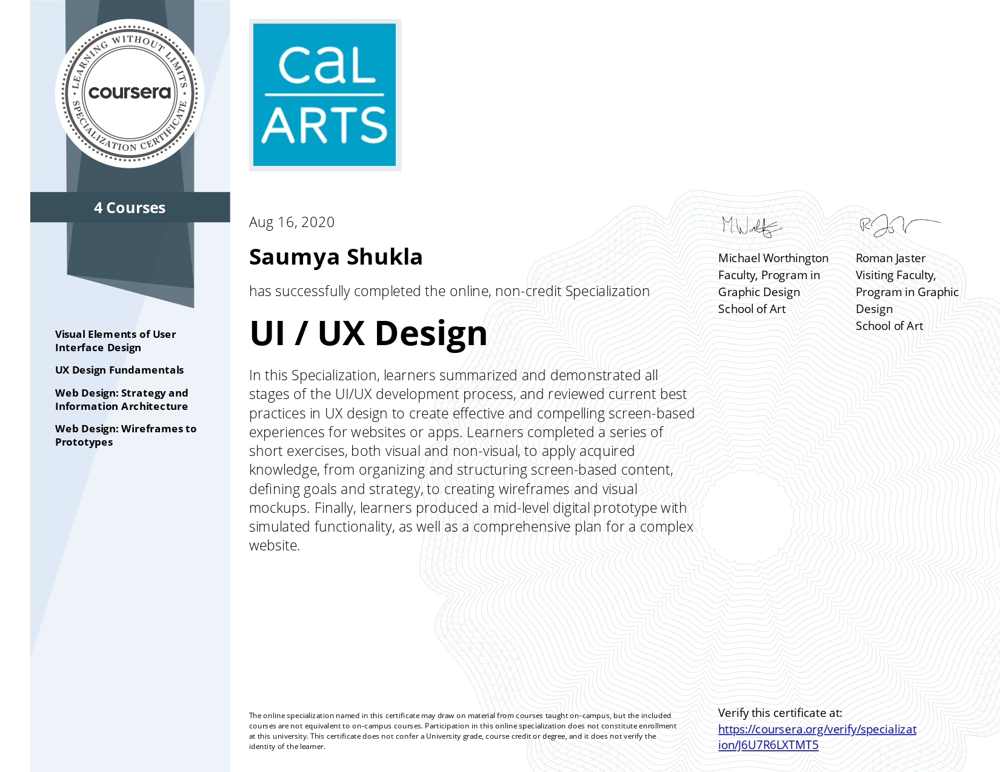 LEARNING WITHOUT LIMITS
coursera
SPECIALIZATION CERTIFICATE
4 Courses
Visual Elements of User
Interface Design
UX Design Fundamentals
Web Design: Strategy and
Information Architecture
Web Design: Wireframes to
Prototypes
CaL
ARTS
Aug 16, 2020
Saumya Shukla
has successfully completed the online, non-credit Specialization
UI / UX Design
In this Specialization, learners summarized and demonstrated all
stages of the UI/UX development process, and reviewed current best
practices in UX design to create effective and compelling screen-based
experiences for websites or apps. Learners completed a series of
short exercises, both visual and non-visual, to apply acquired
knowledge, from organizing and structuring screen-based content,
defining goals and strategy, to creating wireframes and visual
mockups. Finally, learners produced a mid-level digital prototype with
simulated functionality, as well as a comprehensive plan for a complex
website.
Michael Worthington
Faculty, Program in
Graphic Design
School of Art
Roman Jaster
Visiting Faculty,
Program in Graphic
Design
School of Art
The online specialization named in this certificate may draw on material from courses taught on-campus, but the included
courses are not equivalent to on-campus courses. Participation in this online specialization does not constitute enrollment
at this university. This certificate does not confer a University grade, course credit or degree, and it does not verify the
identity of the learner.
Verify this certificate at:
https://coursera.org/verify/specializat
ion/J6U7R6LXTMT5